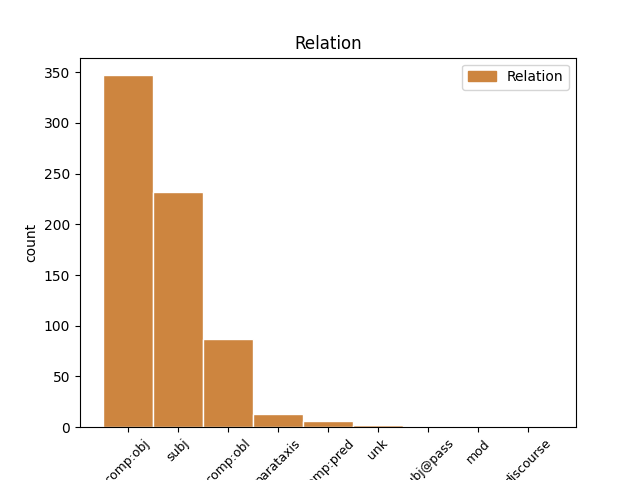 Relation
Relation
count
350
300
250
200
150
100
50
0
comp:obj
subj
comp:obl
parataxis
mp:pred
unk
bj@pass
mod
discourse